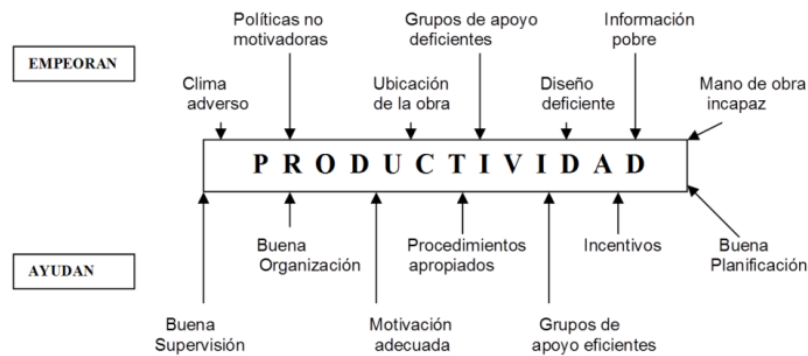 Políticas no
motivadoras
Grupos de apoyo
deficientes
Información
pobre
EMPEORAN
Clima
adverso
Ubicación
de la obra
Diseño
deficiente
Mano de obra
incapaz
P R O D U C T I V I D A D
Buena
Organización
Procedimientos
apropiados
Incentivos
Buena
Planificación
AYUDAN
Buena
Supervisión
Motivación
adecuada
Grupos de
apoyo eficientes